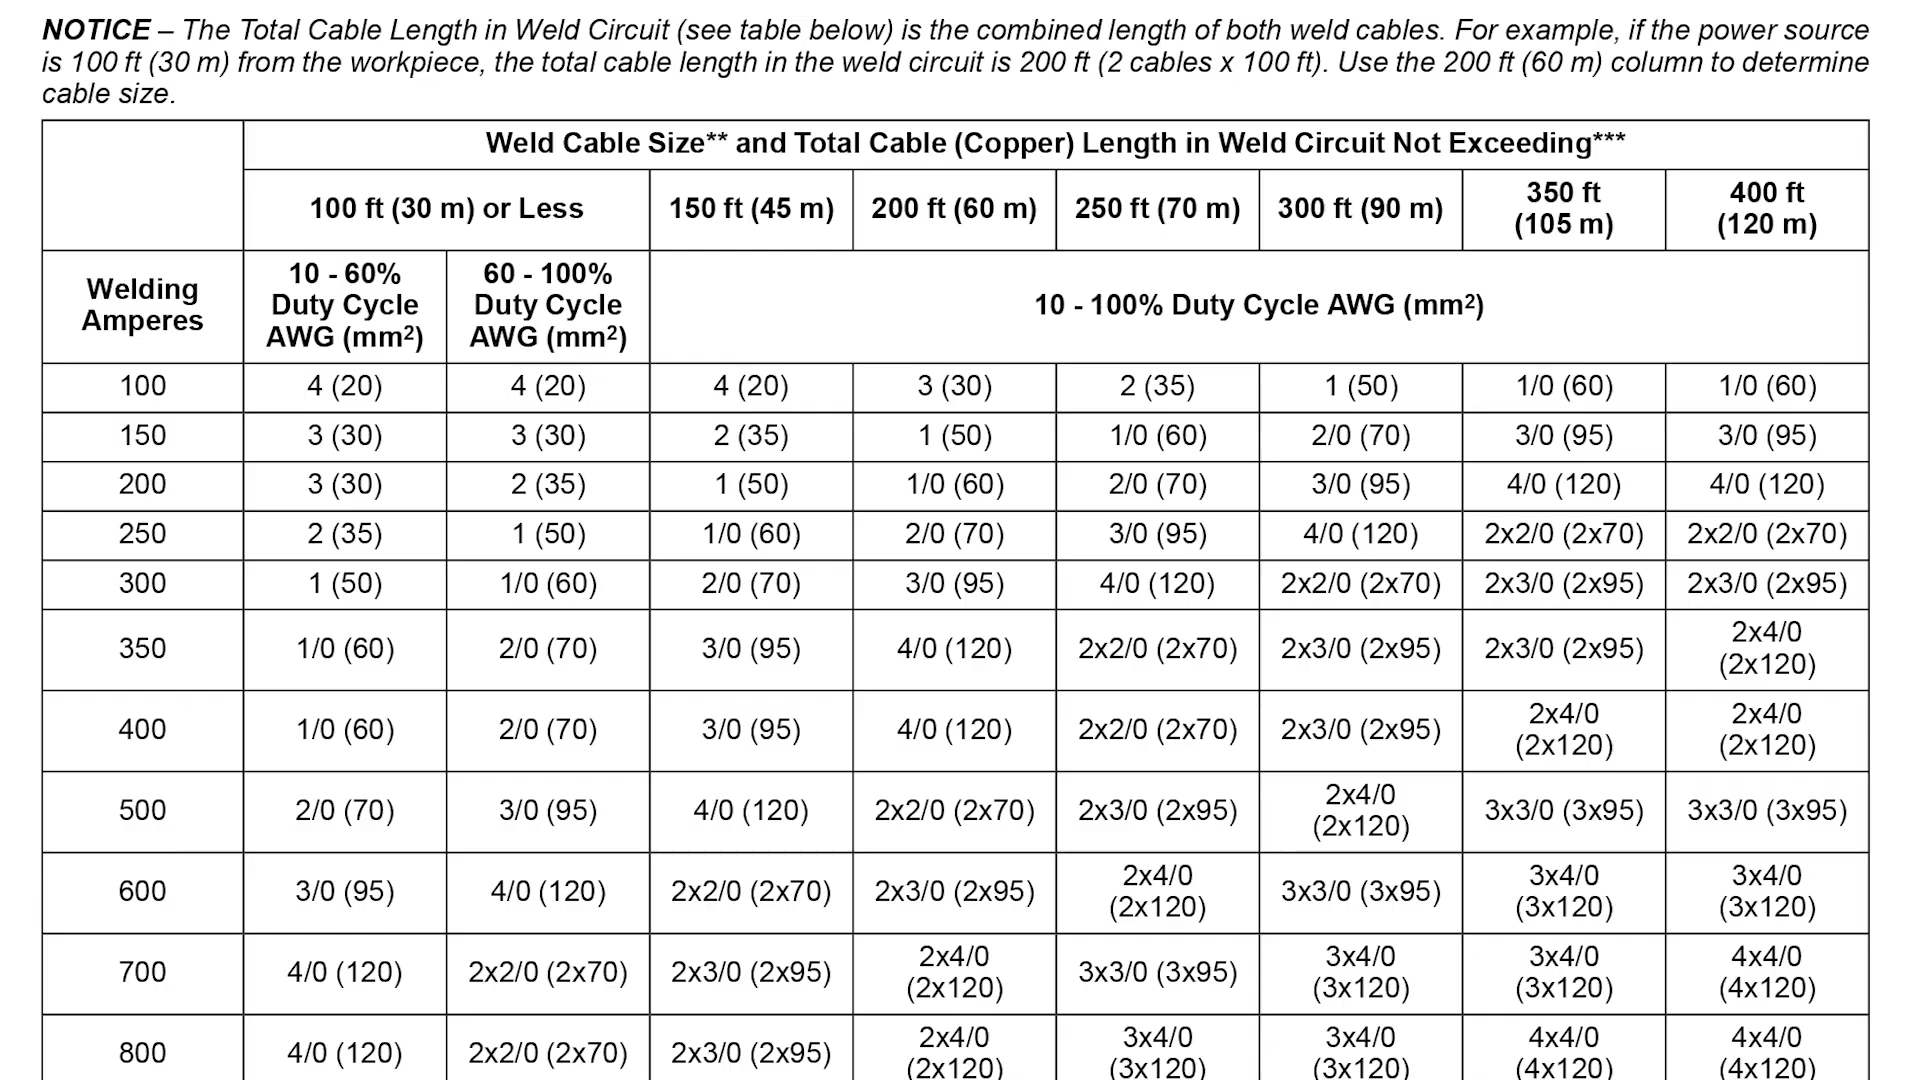 NOTICE – The Total Cable Length in Weld Circuit (see table below) is the combined length of both weld cables. For example, if the power source
is 100 ft (30 m) from the workpiece, the total cable length in the weld circuit is 200 ft (2 cables x 100 ft). Use the 200 ft (60 m) column to determine
cable size.
Weld Cable Size** and Total Cable (Copper) Length in Weld Circuit Not Exceeding***
100 ft (30 m) or Less 150 ft (45 m) 200 ft (60 m) 250 ft (70 m) 300 ft (90 m) 350 ft (105 m) 400 ft (120 m)
Welding Amperes 10 - 60% Duty Cycle AWG (mm2) 60 - 100% Duty Cycle AWG (mm2) 10 - 100% Duty Cycle AWG (mm2)
100 4 (20) 4 (20) 4 (20) 3 (30) 2 (35) 1 (50) 1/0 (60) 1/0 (60)
150 3 (30) 3 (30) 2 (35) 1 (50) 1/0 (60) 2/0 (70) 3/0 (95) 3/0 (95)
200 3 (30) 2 (35) 1 (50) 1/0 (60) 2/0 (70) 3/0 (95) 4/0 (120) 4/0 (120)
250 2 (35) 1 (50) 1/0 (60) 2/0 (70) 3/0 (95) 4/0 (120) 2x2/0 (2x70) 2x2/0 (2x70)
300 1 (50) 1/0 (60) 2/0 (70) 3/0 (95) 4/0 (120) 2x2/0 (2x70) 2x3/0 (2x95) 2x3/0 (2x95)
350 1/0 (60) 2/0 (70) 3/0 (95) 4/0 (120) 2x2/0 (2x70) 2x3/0 (2x95) 2x3/0 (2x95) 2x4/0 (2x120)
400 1/0 (60) 2/0 (70) 3/0 (95) 4/0 (120) 2x2/0 (2x70) 2x3/0 (2x95) 2x4/0 (2x120) 2x4/0 (2x120)
500 2/0 (70) 3/0 (95) 4/0 (120) 2x2/0 (2x70) 2x3/0 (2x95) 2x4/0 (2x120) 3x3/0 (3x95) 3x3/0 (3x95)
600 3/0 (95) 4/0 (120) 2x2/0 (2x70) 2x3/0 (2x95) 2x4/0 (2x120) 3x3/0 (3x95) 3x4/0 (3x120) 3x4/0 (3x120)
700 4/0 (120) 2x2/0 (2x70) 2x3/0 (2x95) 2x4/0 (2x120) 3x3/0 (3x95) 3x4/0 (3x120) 3x4/0 (3x120) 4x4/0 (4x120)
800 4/0 (120) 2x2/0 (2x70) 2x3/0 (2x95) 2x4/0 (2x120) 3x4/0 (3x120) 3x4/0 (3x120) 4x4/0 (4x120) 4x4/0 (4x120)